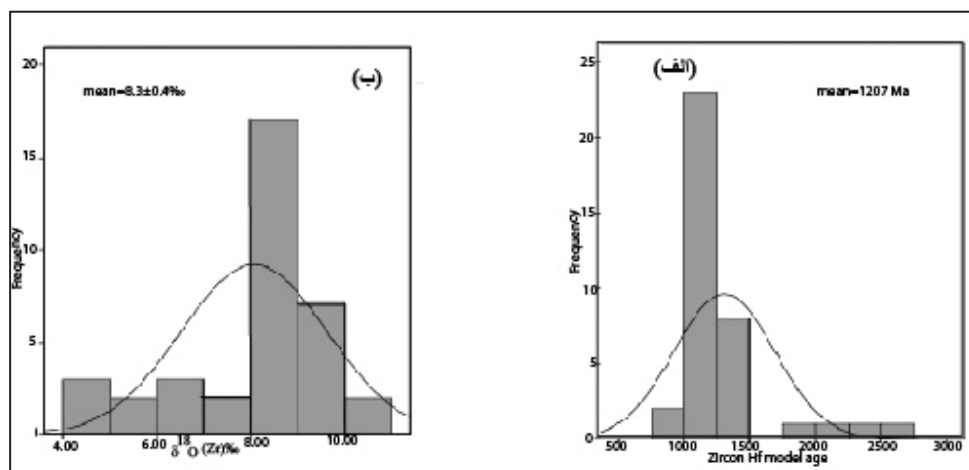 (ب)
mean=8.3±0.4‰
Frequency
20
15
10
5
4.00 6.00 8.00 10.00
δ18O (Zr)‰
(الف)
mean=1207 Ma
Frequency
25
20
15
10
5
0
500 1000 1500 2000 2500 3000
Zircon Hf model age